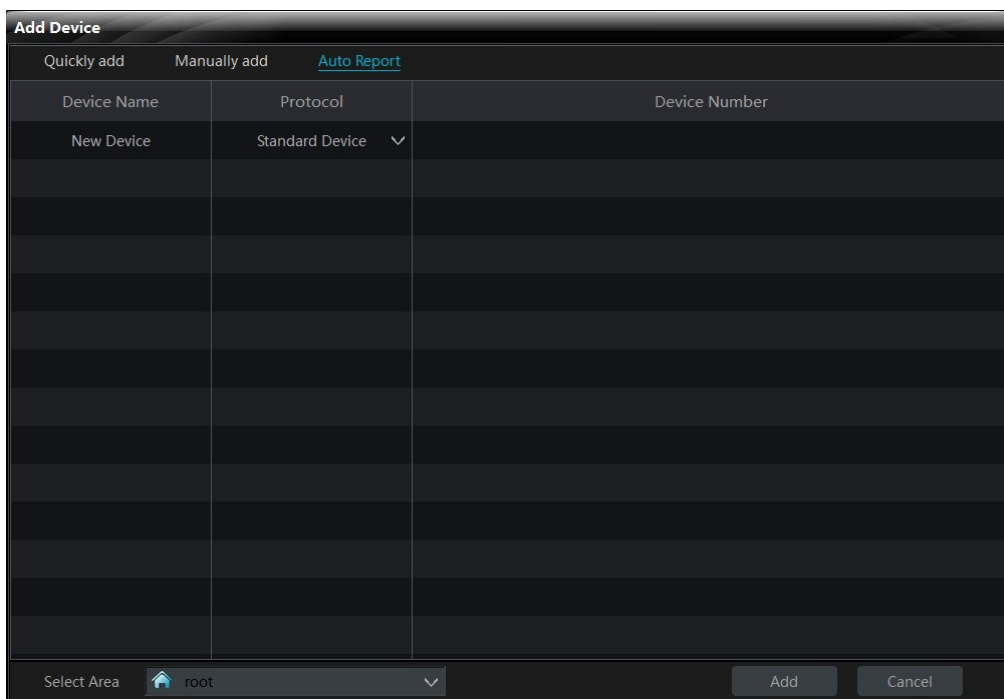 Add Device
Quickly add Manually add Auto Report
Device Name Protocol Device Number
New Device Standard Device
Select Area root Add Cancel